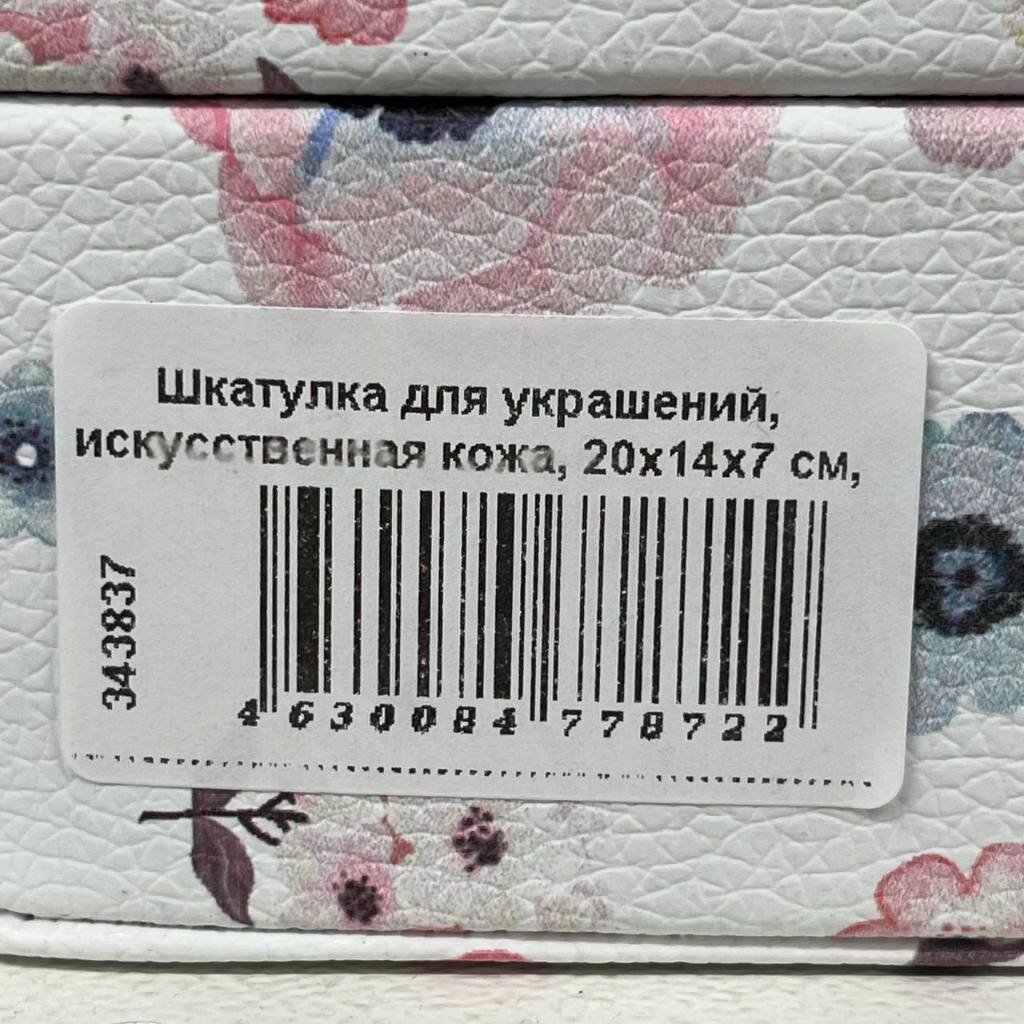 Шкатулка для украшений,
искусственная кожа, 20х14х7 см,
343837
4 630084 778722